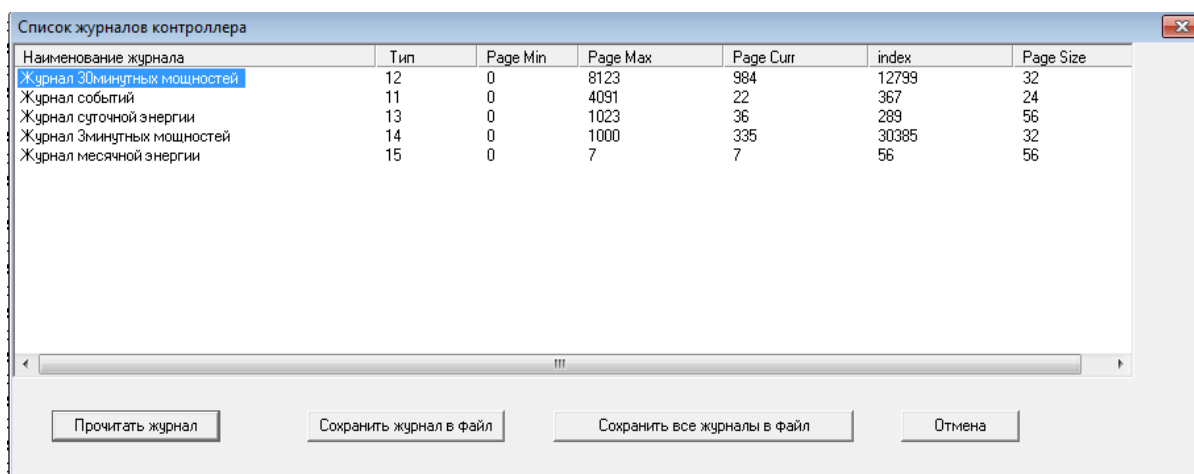 Список журналов контроллера
Наименование журнала Тип Page Min Page Max Page Curr index Page Size
Журнал 30минутных мощностей 12 0 8123 984 12799 32
Журнал событий 11 0 4091 22 367 24
Журнал суточной энергии 13 0 1023 36 289 56
Журнал 3минутных мощностей 14 0 1000 335 30385 32
Журнал месячной энергии 15 0 7 7 56 56
Прочитать журнал Сохранить журнал в файл Сохранить все журналы в файл Отмена